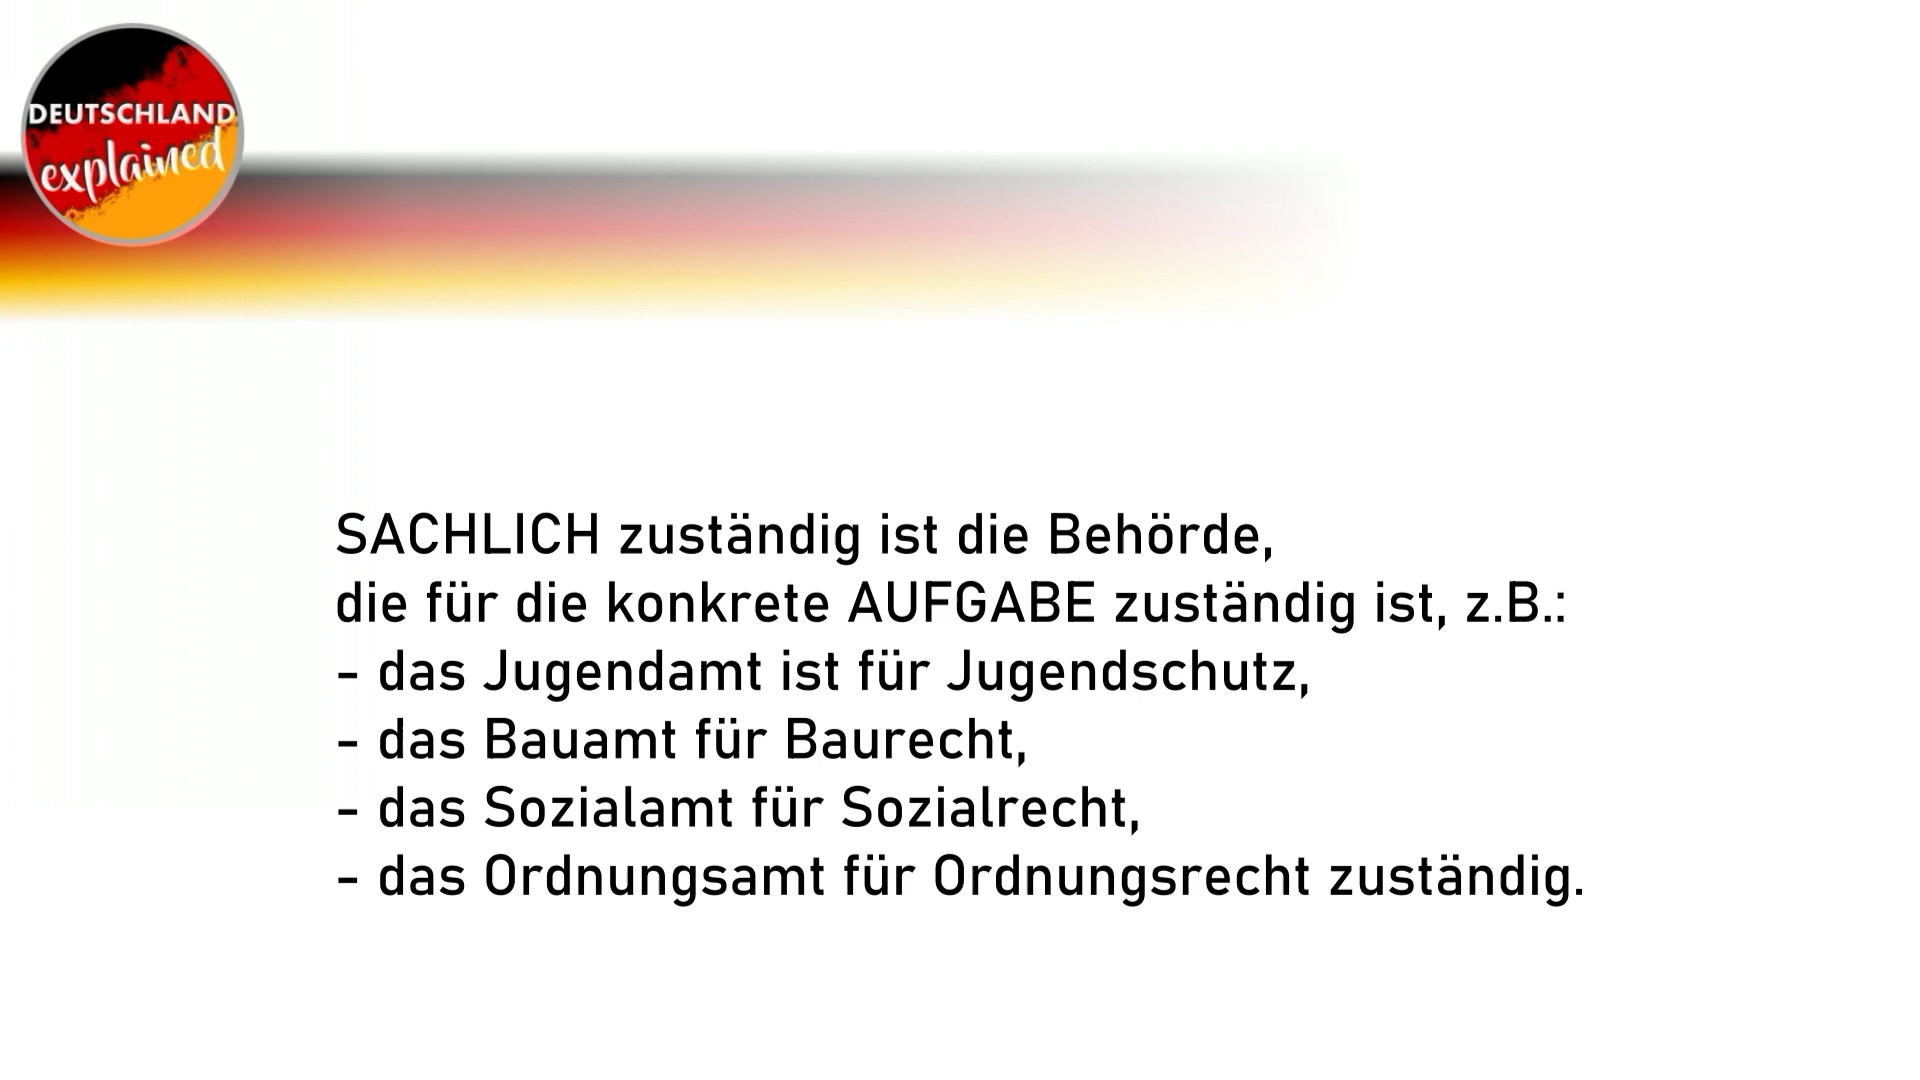 DEUTSCHLAND
explained
SACHLICH zuständig ist die Behörde,
die für die konkrete AUFGABE zuständig ist, z.B.:
- das Jugendamt ist für Jugendschutz,
- das Bauamt für Baurecht,
- das Sozialamt für Sozialrecht,
- das Ordnungsamt für Ordnungsrecht zuständig.